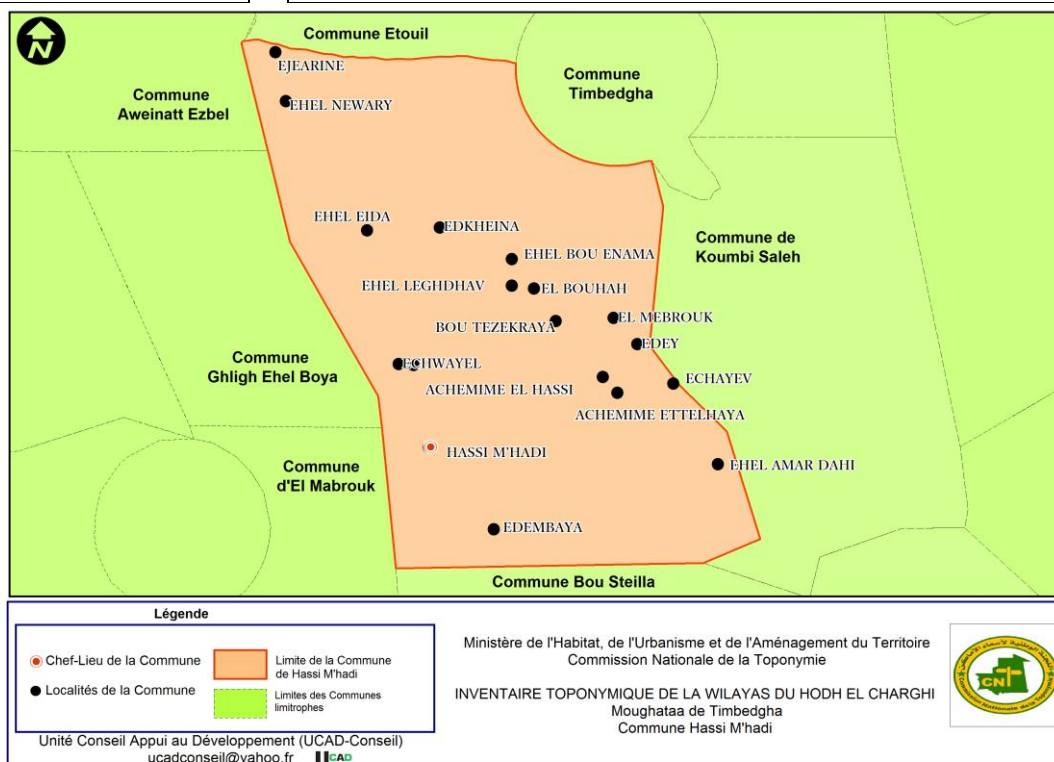 N
Commune Etouil
EJEARINE
Commune
Timbedgha
Commune
Aweinatt Ezbel
EHEL NEWARY
EHEL EIDA
EDKHEINA
Commune de
Koumbi Saleh
EHEL BOU ENAMA
EHEL LEGHDHAV
EL BOUHAH
BOU TEZEKRAYA
EL MEBROUK
EDEY
Commune
Ghligh Ehel Boya
ECHWAYEL
ACHEMIME EL HASSI
ECHAYEV
ACHEMIME ETTELHAYA
HASSI M'HADI
Commune
d'El Mabrouk
EHEL AMAR DAHI
EDEMBAYA
Commune Bou Steilla
Légende
Chef-Lieu de la Commune
Limite de la Commune
de Hassi M'hadi
Localités de la Commune
Limites des Communes
limitrophes
Unité Conseil Appui au Développement (UCAD-Conseil)
ucadconseil@yahoo.fr
UCAD
Ministère de l'Habitat, de l'Urbanisme et de l'Aménagement du Territoire
Commission Nationale de la Toponymie
INVENTAIRE TOPONYMIQUE DE LA WILAYAS DU HODH EL CHARGHI
Moughataa de Timbedgha
Commune Hassi M'hadi
CNT
Commission Nationale de la Toponymie